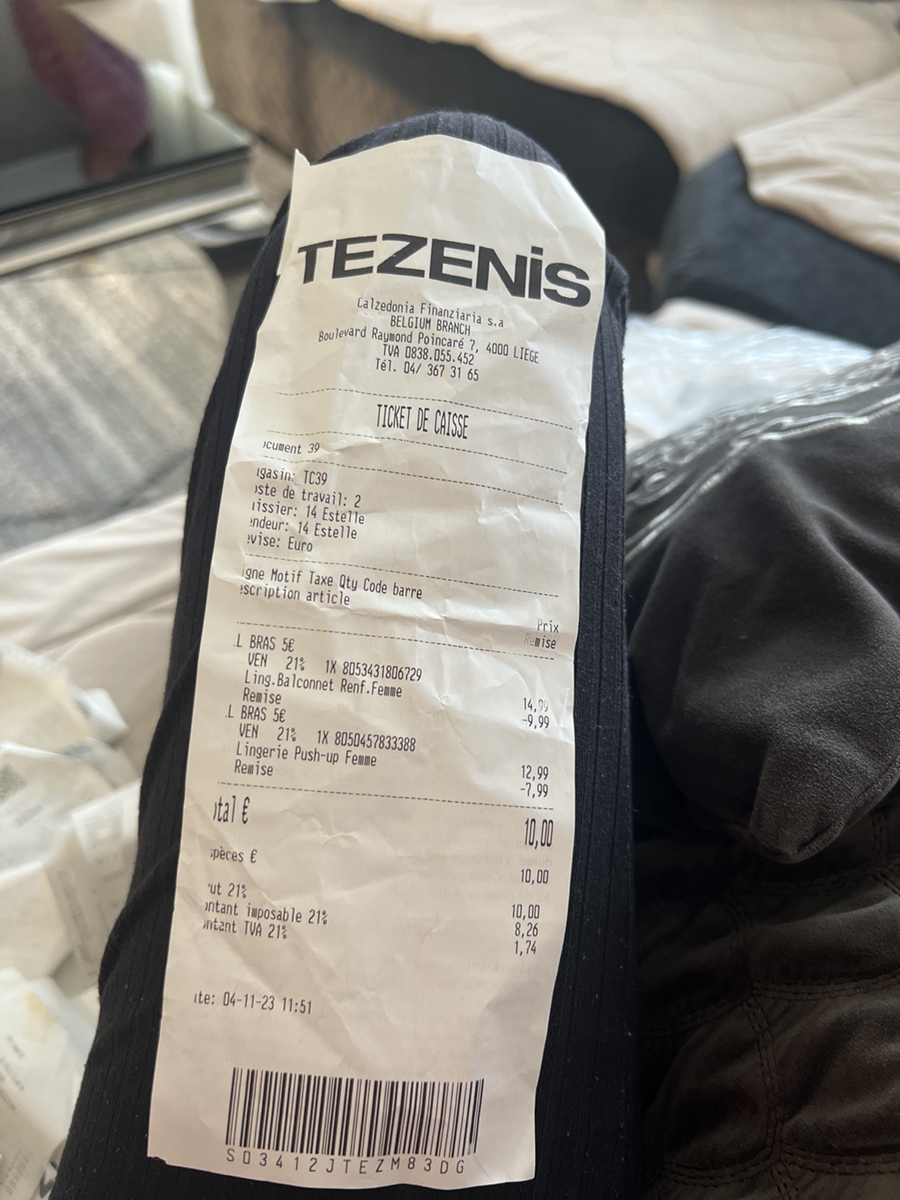 TEZENIS
Calzedonia Finanziaria s.a
BELGIUM BRANCH
Boulevard Raymond Poincaré 7, 4000 LIEGE
TVA 0838.055.452
Tél. 04/ 367 31 65
TICKET DE CAISSE
ocument 39
agasin: TC39
oste de travail: 2
aissier: 14 Estelle
endeur: 14 Estelle
evise: Euro
igne Motif Taxe Qty Code barre
escription article
Prix
Remise
.L BRAS 5€
VEN 21% 1X 8053431806729
Ling.Balconnet Renf.Femme 14,99
Remise -9,99
.L BRAS 5€
VEN 21% 1X 8050457833388
Lingerie Push-up Femme 12,99
Remise -7,99
otal € 10,00
spèces € 10,00
rut 21% 10,00
ontant imposable 21% 8,26
ontant TVA 21% 1,74
ate: 04-11-23 11:51
S03412JTEZM83DG